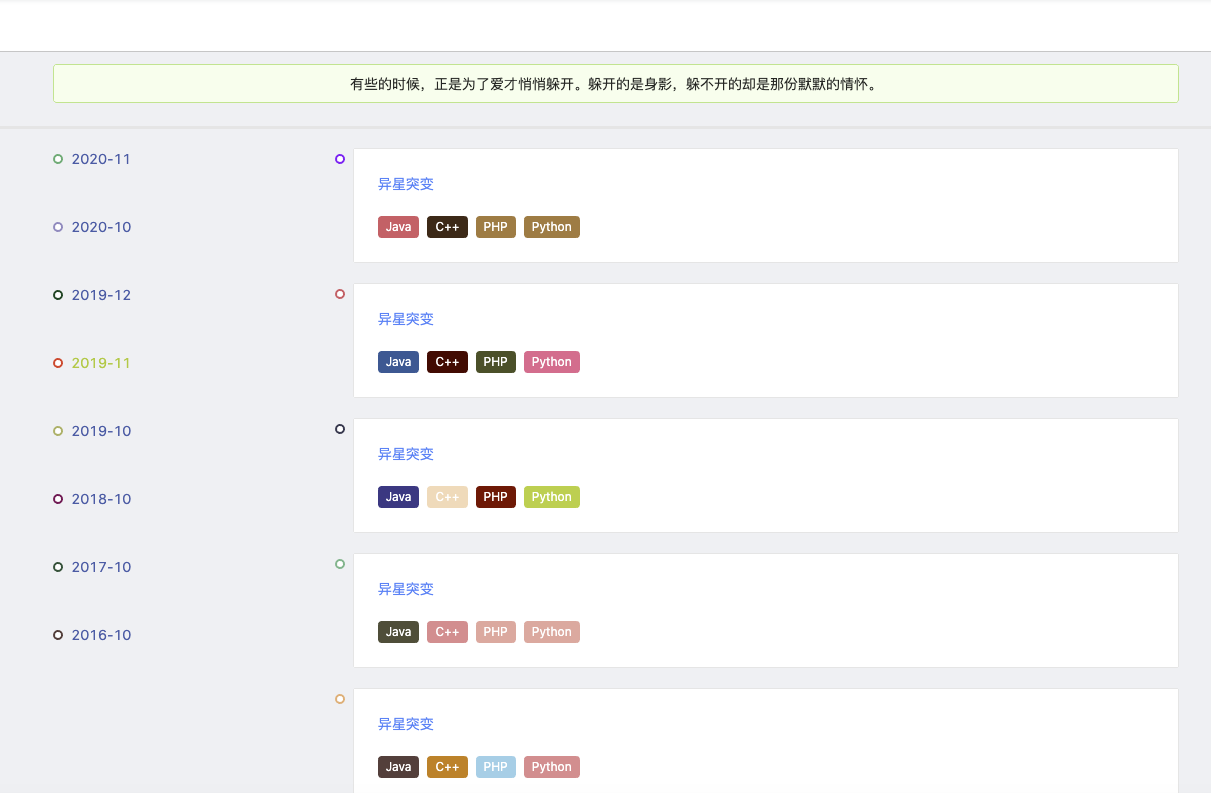 有些的时候，正是为了爱才悄悄躲开。躲开的是身影，躲不开的却是那份默默的情怀。
2020-11
2020-10
2019-12
2019-11
2019-10
2018-10
2017-10
2016-10
异星突变
Java C++ PHP Python
异星突变
Java C++ PHP Python
异星突变
Java C++ PHP Python
异星突变
Java C++ PHP Python
异星突变
Java C++ PHP Python